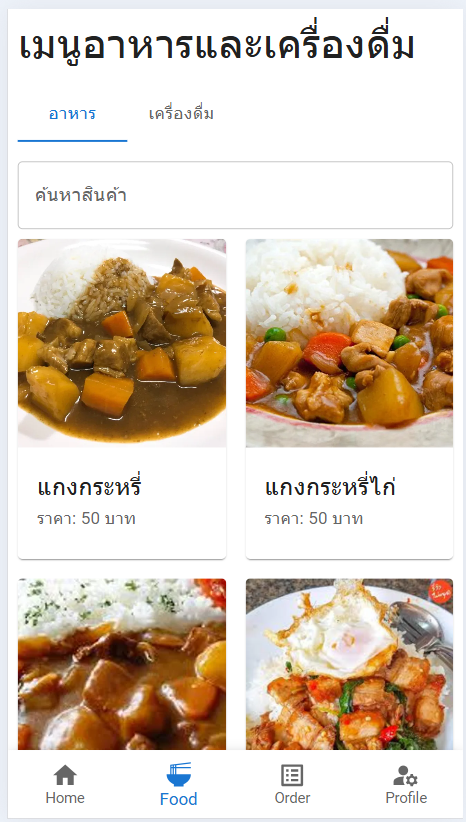 เมนูอาหารและเครื่องดื่ม
อาหาร เครื่องดื่ม
ค้นหาสินค้า
แกงกระหรี่ แกงกระหรี่ไก่
ราคา: 50 บาท ราคา: 50 บาท
Home Food Order Profile